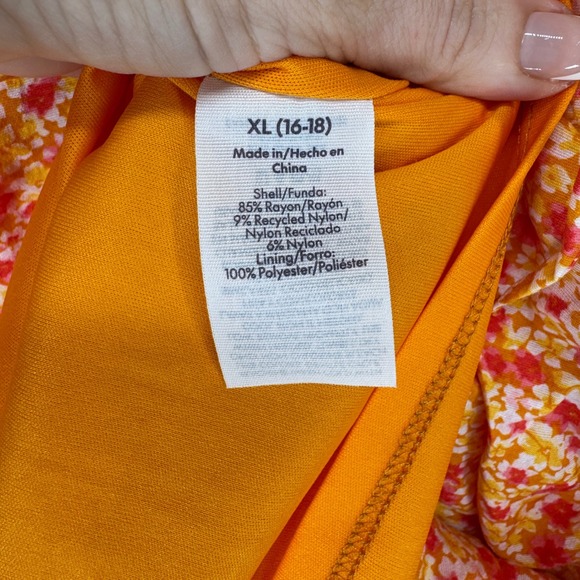 XL (16-18)
Made in/Hecho en
China
Shell/Funda:
85% Rayon/Rayón
9% Recycled Nylon/
Nylon Reciclado
6% Nylon
Lining/Forro:
100% Polyester/Poliéster